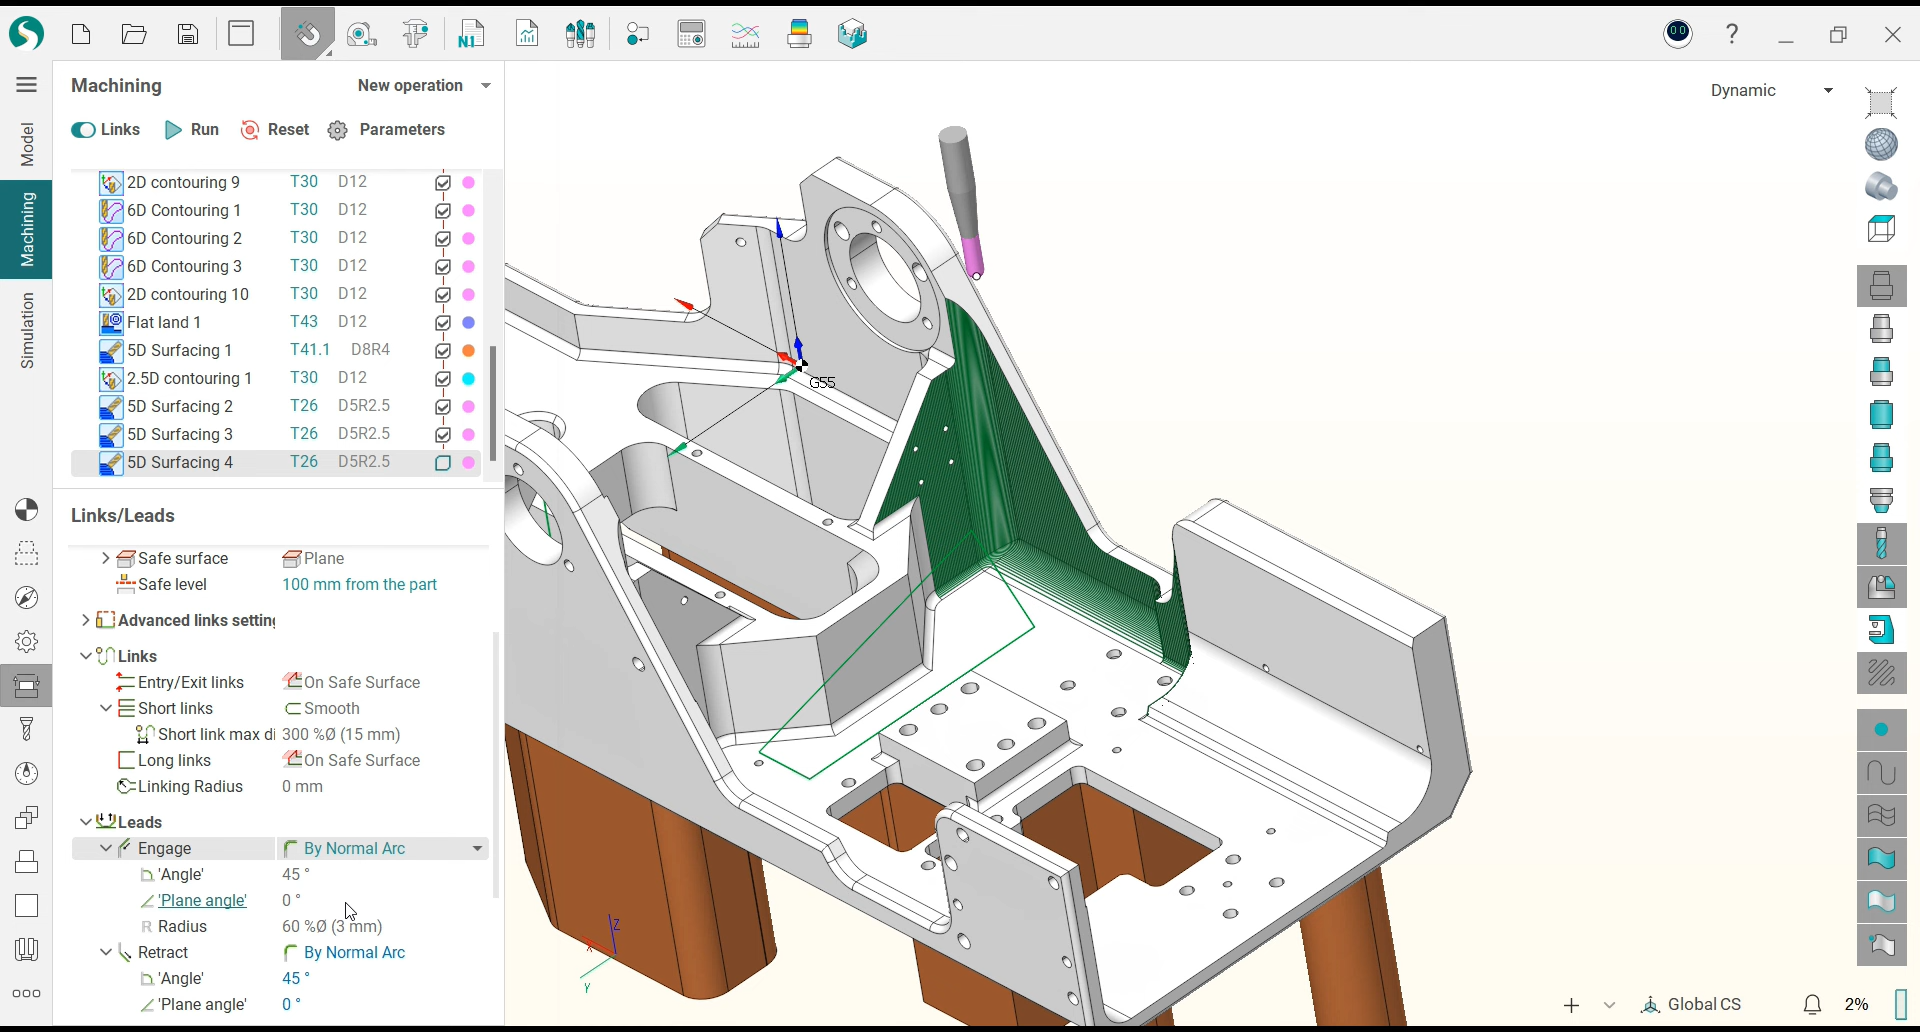 N1
Machining
New operation
Dynamic
Links
Run
Reset
Parameters
Model
Machining
Simulation
2D contouring 9 T30 D12
6D Contouring 1 T30 D12
6D Contouring 2 T30 D12
6D Contouring 3 T30 D12
2D contouring 10 T30 D12
Flat land 1 T43 D12
5D Surfacing 1 T41.1 D8R4
2.5D contouring 1 T30 D12
5D Surfacing 2 T26 D5R2.5
5D Surfacing 3 T26 D5R2.5
5D Surfacing 4 T26 D5R2.5
G55
Links/Leads
Safe surface Plane
Safe level 100 mm from the part
Advanced links setting
Links
Entry/Exit links On Safe Surface
Short links Smooth
Short link max di 300 %Ø (15 mm)
Long links On Safe Surface
Linking Radius 0 mm
Leads
Engage By Normal Arc
'Angle' 45 °
'Plane angle' 0 °
R Radius 60 %Ø (3 mm)
Retract By Normal Arc
'Angle' 45 °
'Plane angle' 0 °
Z
X
Y
Global CS
2%